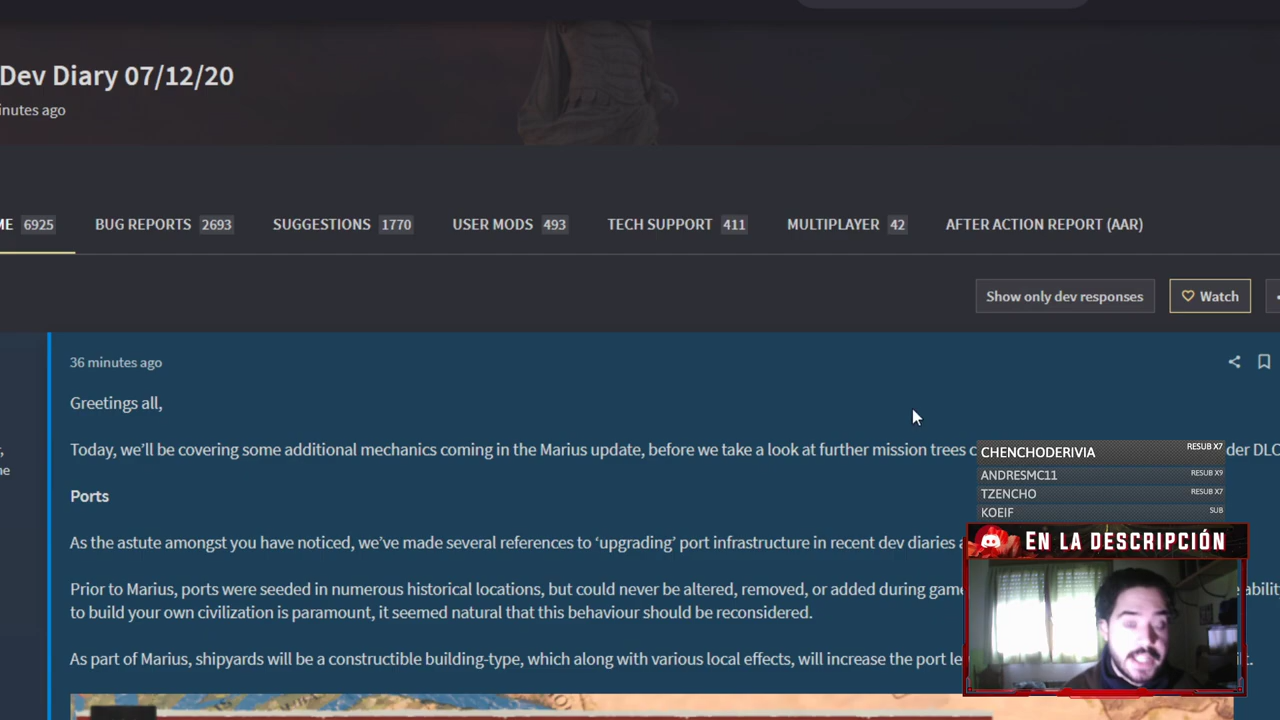 Dev Diary 07/12/20
inutes ago
ME 6925 BUG REPORTS 2693 SUGGESTIONS 1770 USER MODS 493 TECH SUPPORT 411 MULTIPLAYER 42 AFTER ACTION REPORT (AAR)
Show only dev responses Watch
36 minutes ago
Greetings all,
Today, we'll be covering some additional mechanics coming in the Marius update, before we take a look at further mission trees c der DLC
Ports
As the astute amongst you have noticed, we've made several references to 'upgrading' port infrastructure in recent dev diaries a
Prior to Marius, ports were seeded in numerous historical locations, but could never be altered, removed, or added during game e ability
to build your own civilization is paramount, it seemed natural that this behaviour should be reconsidered.
As part of Marius, shipyards will be a constructible building-type, which along with various local effects, will increase the port le ilt.
CHENCHODERIVIA RESUB X7
ANDRESMC11 RESUB X9
TZENCHO RESUB X7
KOEIF SUB
EN LA DESCRIPCIÓN